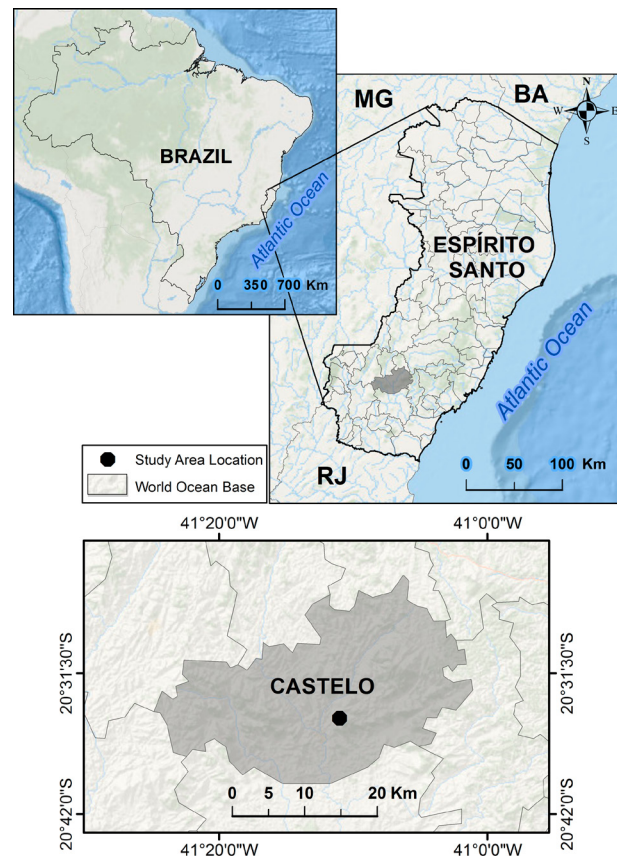 BRAZIL
Atlantic Ocean
0 350 700 Km
MG
BA
N
W E
S
ESPÍRITO
SANTO
Atlantic Ocean
RJ
0 50 100 Km
Study Area Location
World Ocean Base
41°20'0"W 41°0'0"W
20°31'30"S
20°42'0"S
CASTELO
0 5 10 20 Km
20°31'30"S
20°42'0"S
41°20'0"W 41°0'0"W